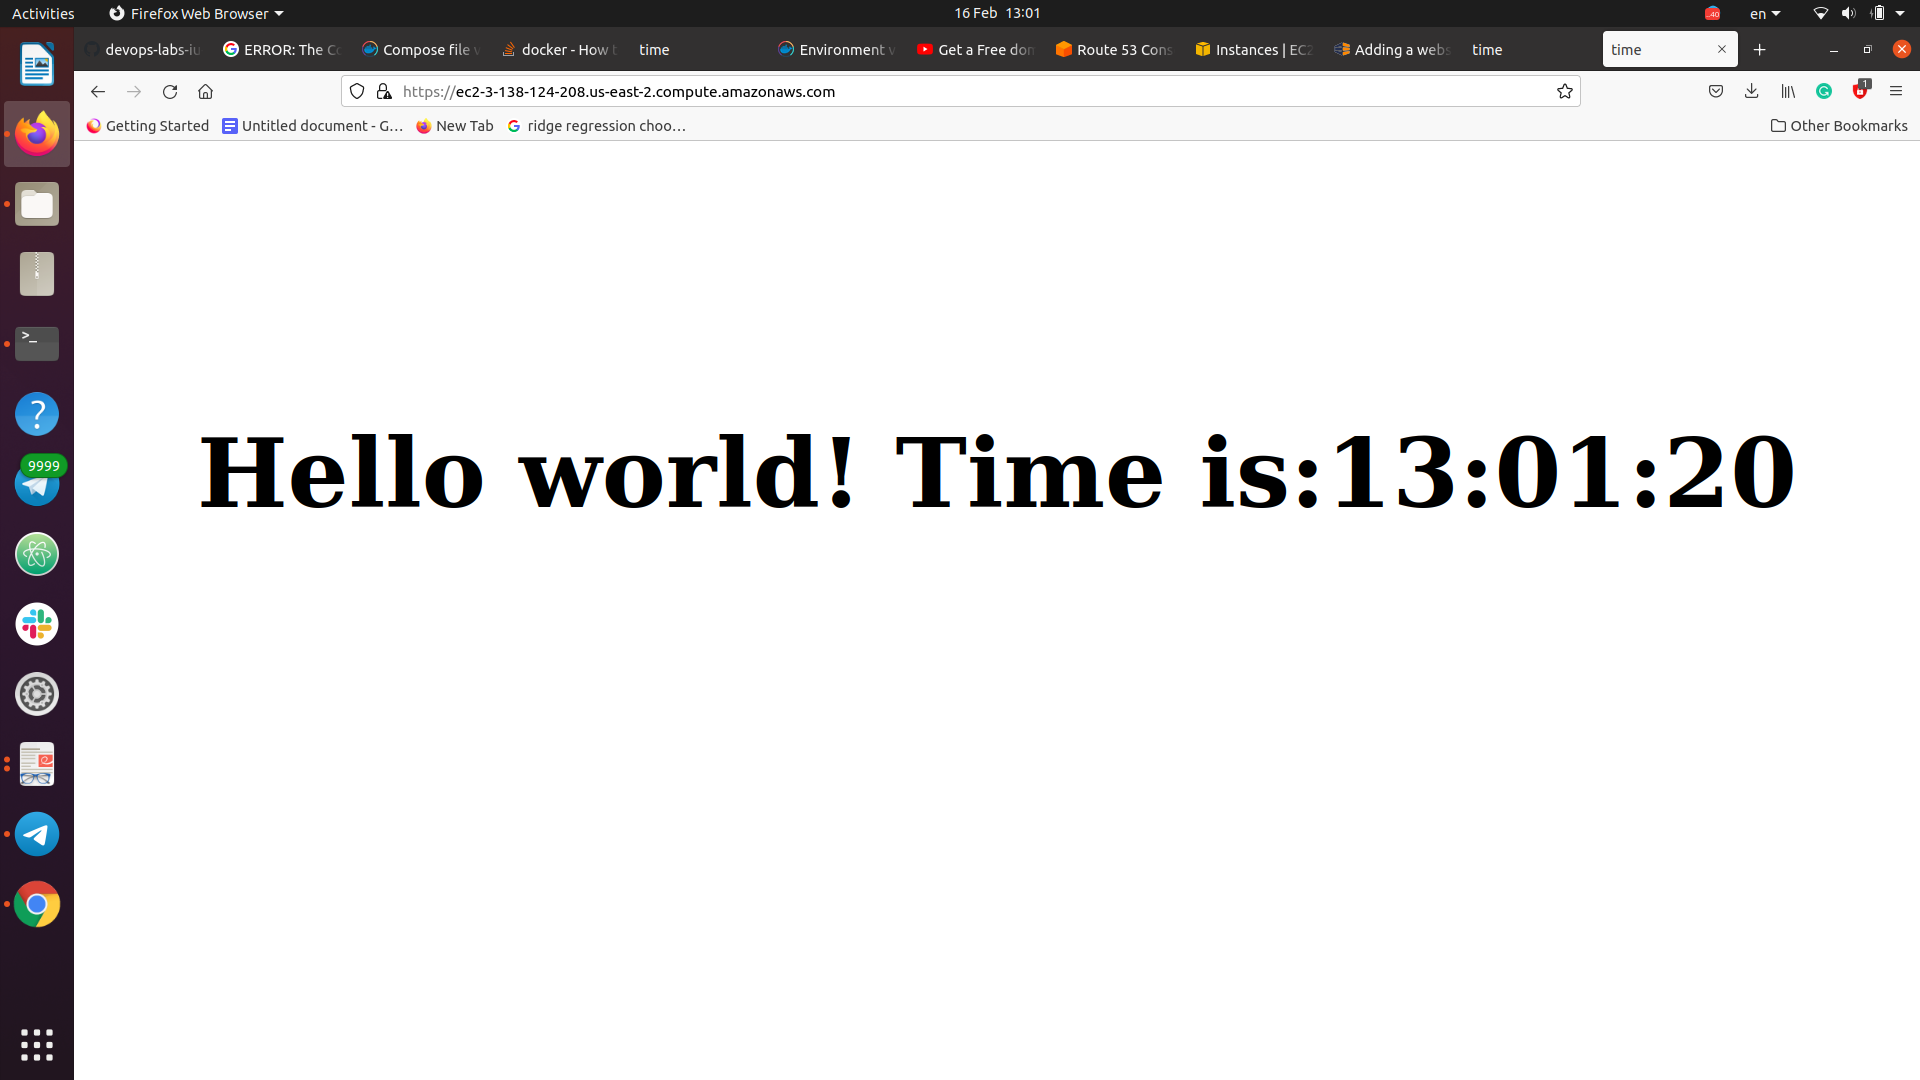 Activities Firefox Web Browser 16 Feb 13:01 en
devops-labs-iu ERROR: The Co Compose file v docker - How t time Environment v Get a Free dom Route 53 Cons Instances | EC2 Adding a webs time time
https://ec2-3-138-124-208.us-east-2.compute.amazonaws.com 1
Getting Started Untitled document - G… New Tab ridge regression choo… Other Bookmarks
Hello world! Time is:13:01:20
9999